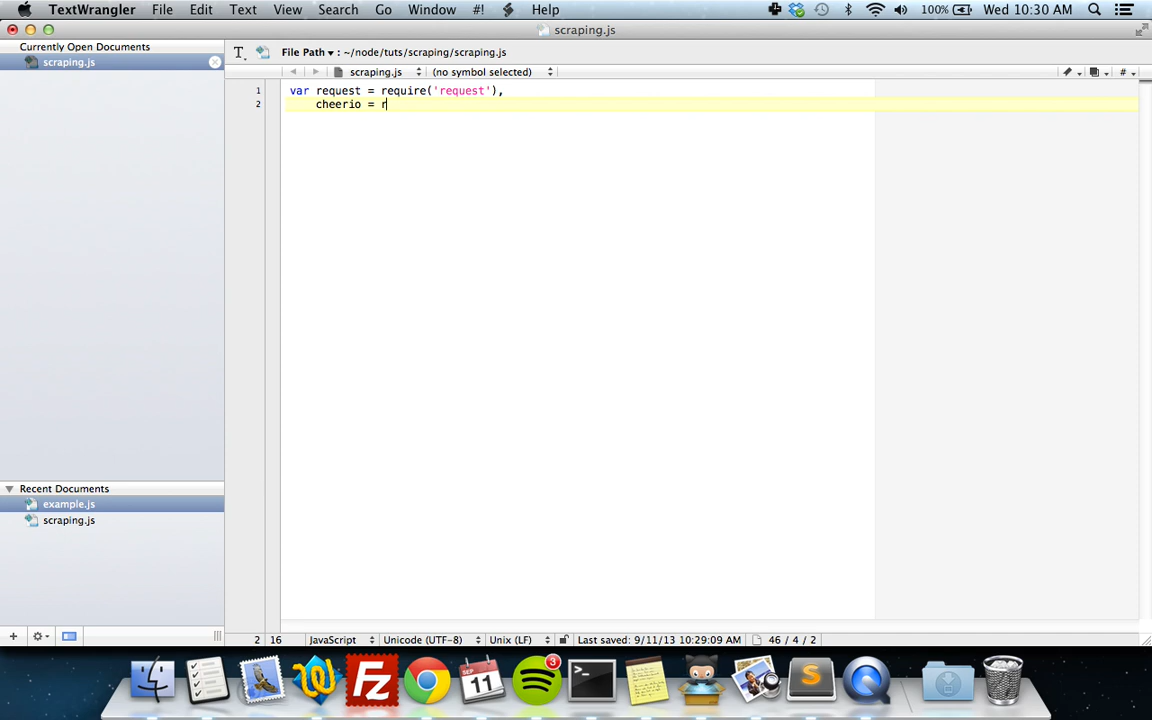 TextWrangler File Edit Text View Search Go Window #! Help 100% Wed 10:30 AM
scraping.js
Currently Open Documents
scraping.js
T. File Path ▾ : ~/node/tuts/scraping/scraping.js
scraping.js (no symbol selected) #
1 var request = require('request'),
2 cheerio = r
Recent Documents
example.js
scraping.js
2 16 JavaScript Unicode (UTF-8) Unix (LF) Last saved: 9/11/13 10:29:09 AM 46 / 4 / 2
Fz
SEP
11
3
S